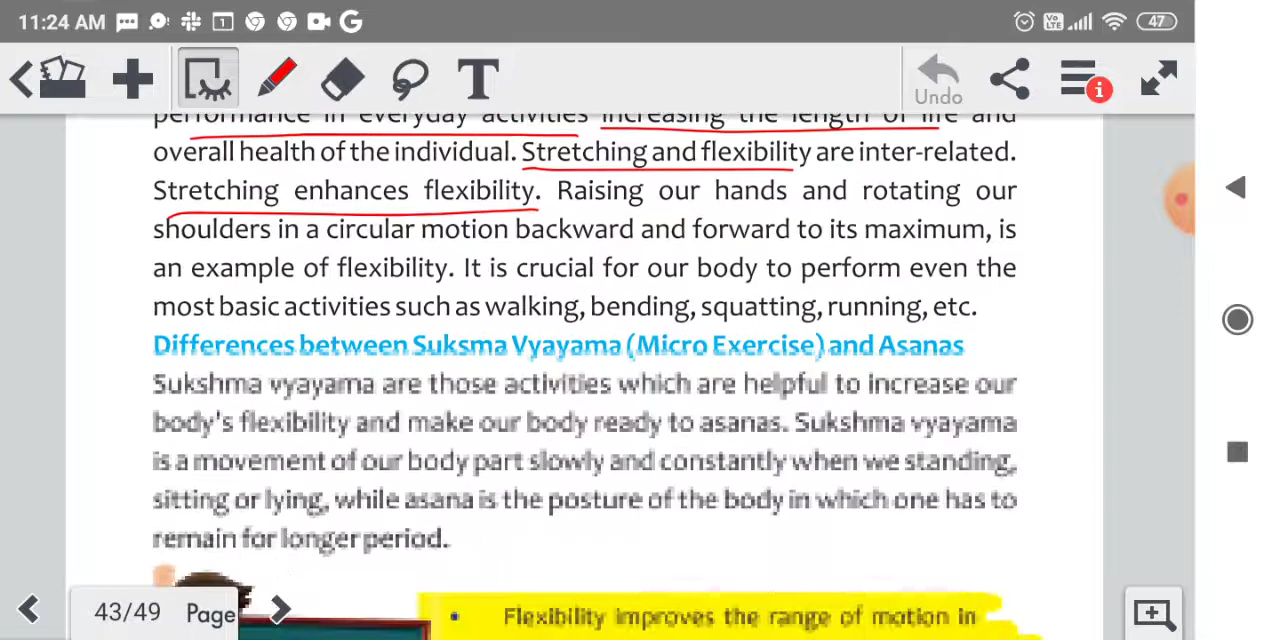 11:24 AM
47
Undo
performance in everyday activities increasing the length of life and
overall health of the individual. Stretching and flexibility are inter-related.
Stretching enhances flexibility. Raising our hands and rotating our
shoulders in a circular motion backward and forward to its maximum, is
an example of flexibility. It is crucial for our body to perform even the
most basic activities such as walking, bending, squatting, running, etc.
Differences between Suksma Vyayama (Micro Exercise) and Asanas
Sukshma vyayama are those activities which are helpful to increase our
body's flexibility and make our body ready to asanas. Sukshma vyayama
is a movement of our body part slowly and constantly when we standing,
sitting or lying, while asana is the posture of the body in which one has to
remain for longer period.
43/49 Page
• Flexibility improves the range of motion in